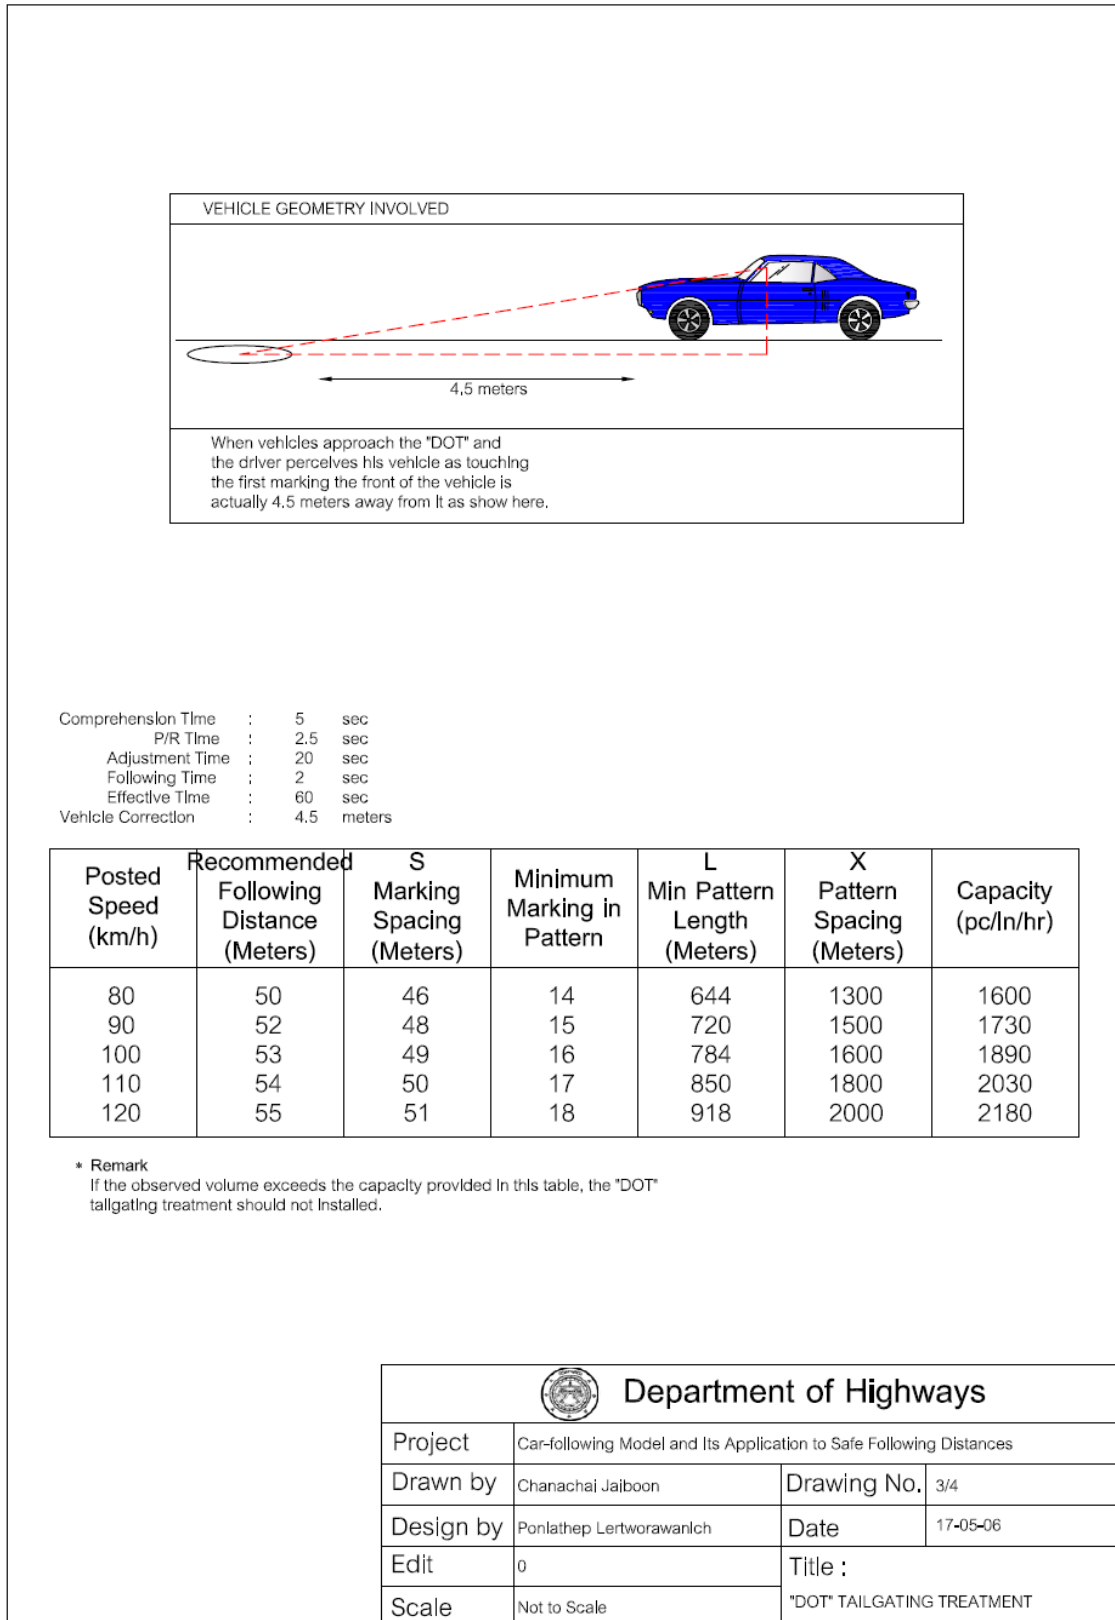 VEHICLE GEOMETRY INVOLVED
4.5 meters
When vehicles approach the "DOT" and
the driver perceives his vehicle as touching
the first marking the front of the vehicle is
actually 4.5 meters away from it as show here.
Comprehension Time : 5 sec
P/R Time : 2.5 sec
Adjustment Time : 20 sec
Following Time : 2 sec
Effective Time : 60 sec
Vehicle Correction : 4.5 meters
Posted Speed (km/h) Recommended Following Distance (Meters) S Marking Spacing (Meters) Minimum Marking in Pattern L Min Pattern Length (Meters) X Pattern Spacing (Meters) Capacity (pc/ln/hr)
80 50 46 14 644 1300 1600
90 52 48 15 720 1500 1730
100 53 49 16 784 1600 1890
110 54 50 17 850 1800 2030
120 55 51 18 918 2000 2180
* Remark
If the observed volume exceeds the capacity provided in this table, the "DOT"
tailgating treatment should not installed.
Department of Highways
Project Car-following Model and Its Application to Safe Following Distances
Drawn by Chanachai Jaiboon Drawing No. 3/4
Design by Ponlathep Lertworawanich Date 17-05-06
Edit 0 Title :
Scale Not to Scale "DOT" TAILGATING TREATMENT